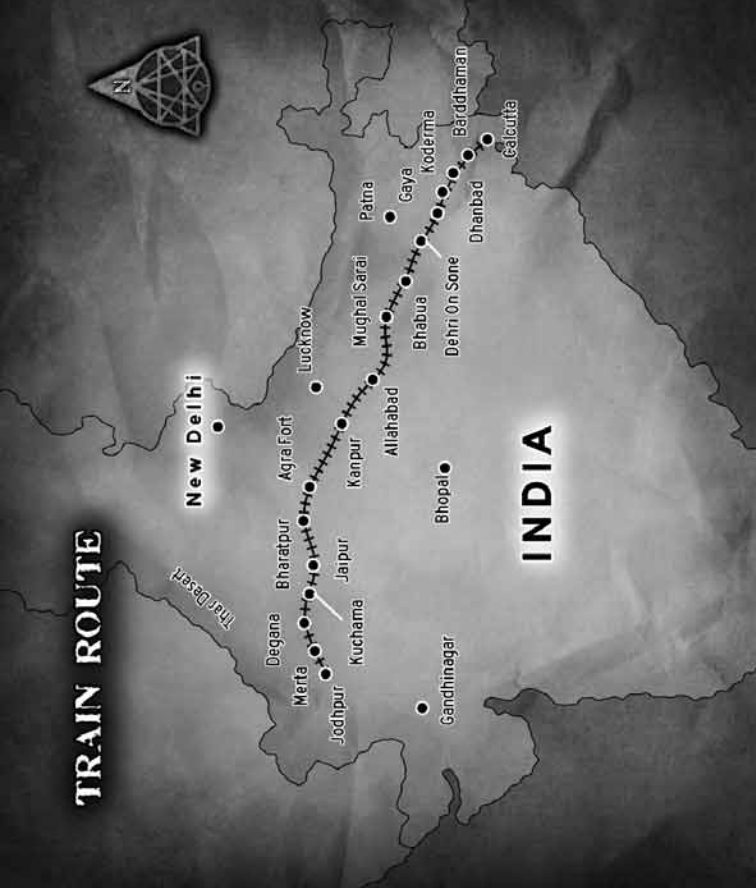 TRAIN ROUTE
N
New Delhi
Thar Desert
Lucknow
Patna
Agra Fort
Bharatpur
Degana
Merta
Jodhpur
Kuchama
Jaipur
Kanpur
Allahabad
Mughal Sarai
Bhabua
Dehri On Sone
Gaya
Koderma
Dhanbad
Barddhaman
Calcutta
Bhopal
Gandhinagar
INDIA